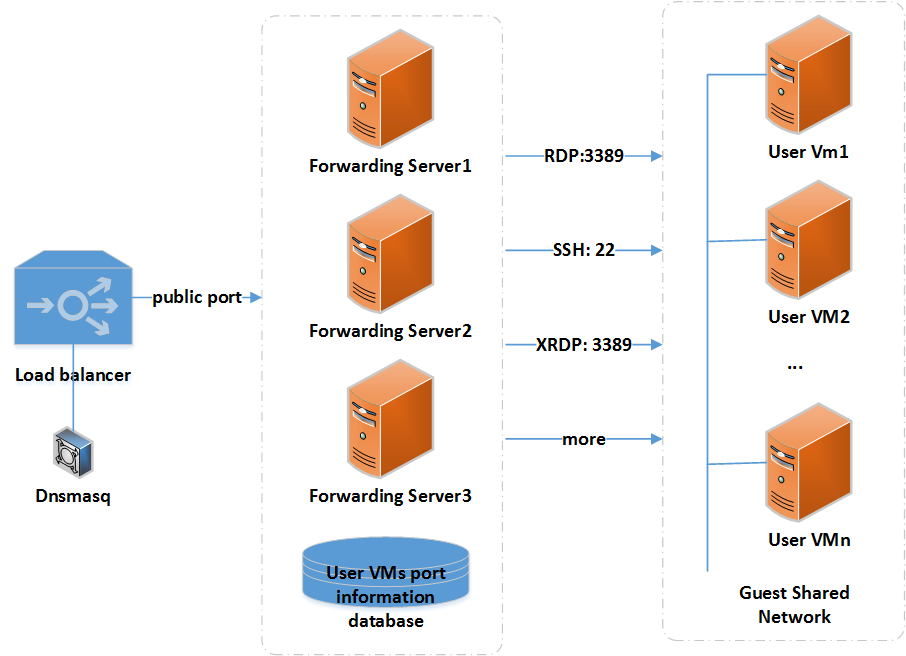 Forwarding Server1
Forwarding Server2
Forwarding Server3
User VMs port
information
database
Load balancer
Dnsmasq
public port
RDP:3389
SSH: 22
XRDP: 3389
more
User Vm1
User VM2
...
User VMn
Guest Shared
Network